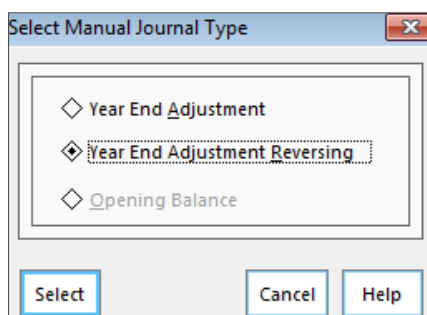 Select Manual Journal Type
Year End Adjustment
Year End Adjustment Reversing
Opening Balance
Select Cancel Help